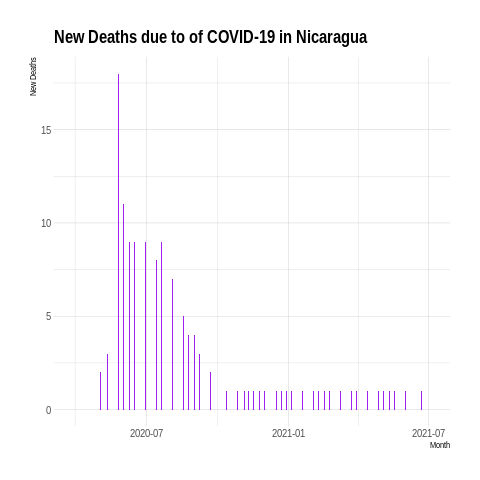 New Deaths due to of COVID-19 in Nicaragua
New Deaths
15
10
5
0
2020-07
2021-01
2021-07
Month